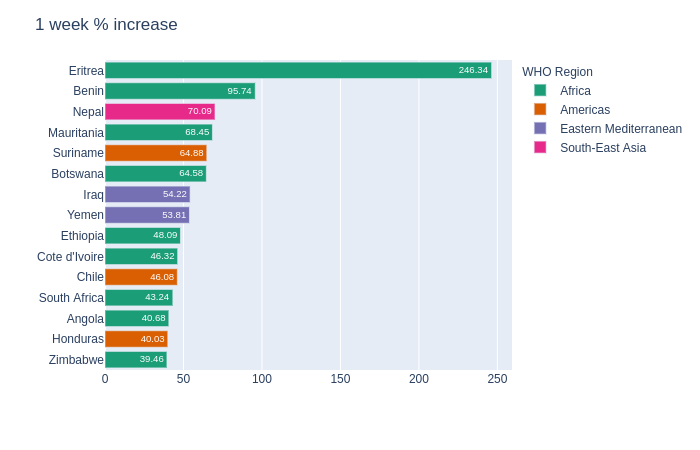 1 week % increase
Eritrea 246.34
Benin 95.74
Nepal 70.09
Mauritania 68.45
Suriname 64.88
Botswana 64.58
Iraq 54.22
Yemen 53.81
Ethiopia 48.09
Cote d'Ivoire 46.32
Chile 46.08
South Africa 43.24
Angola 40.68
Honduras 40.03
Zimbabwe 39.46
0 50 100 150 200 250
WHO Region
Africa
Americas
Eastern Mediterranean
South-East Asia